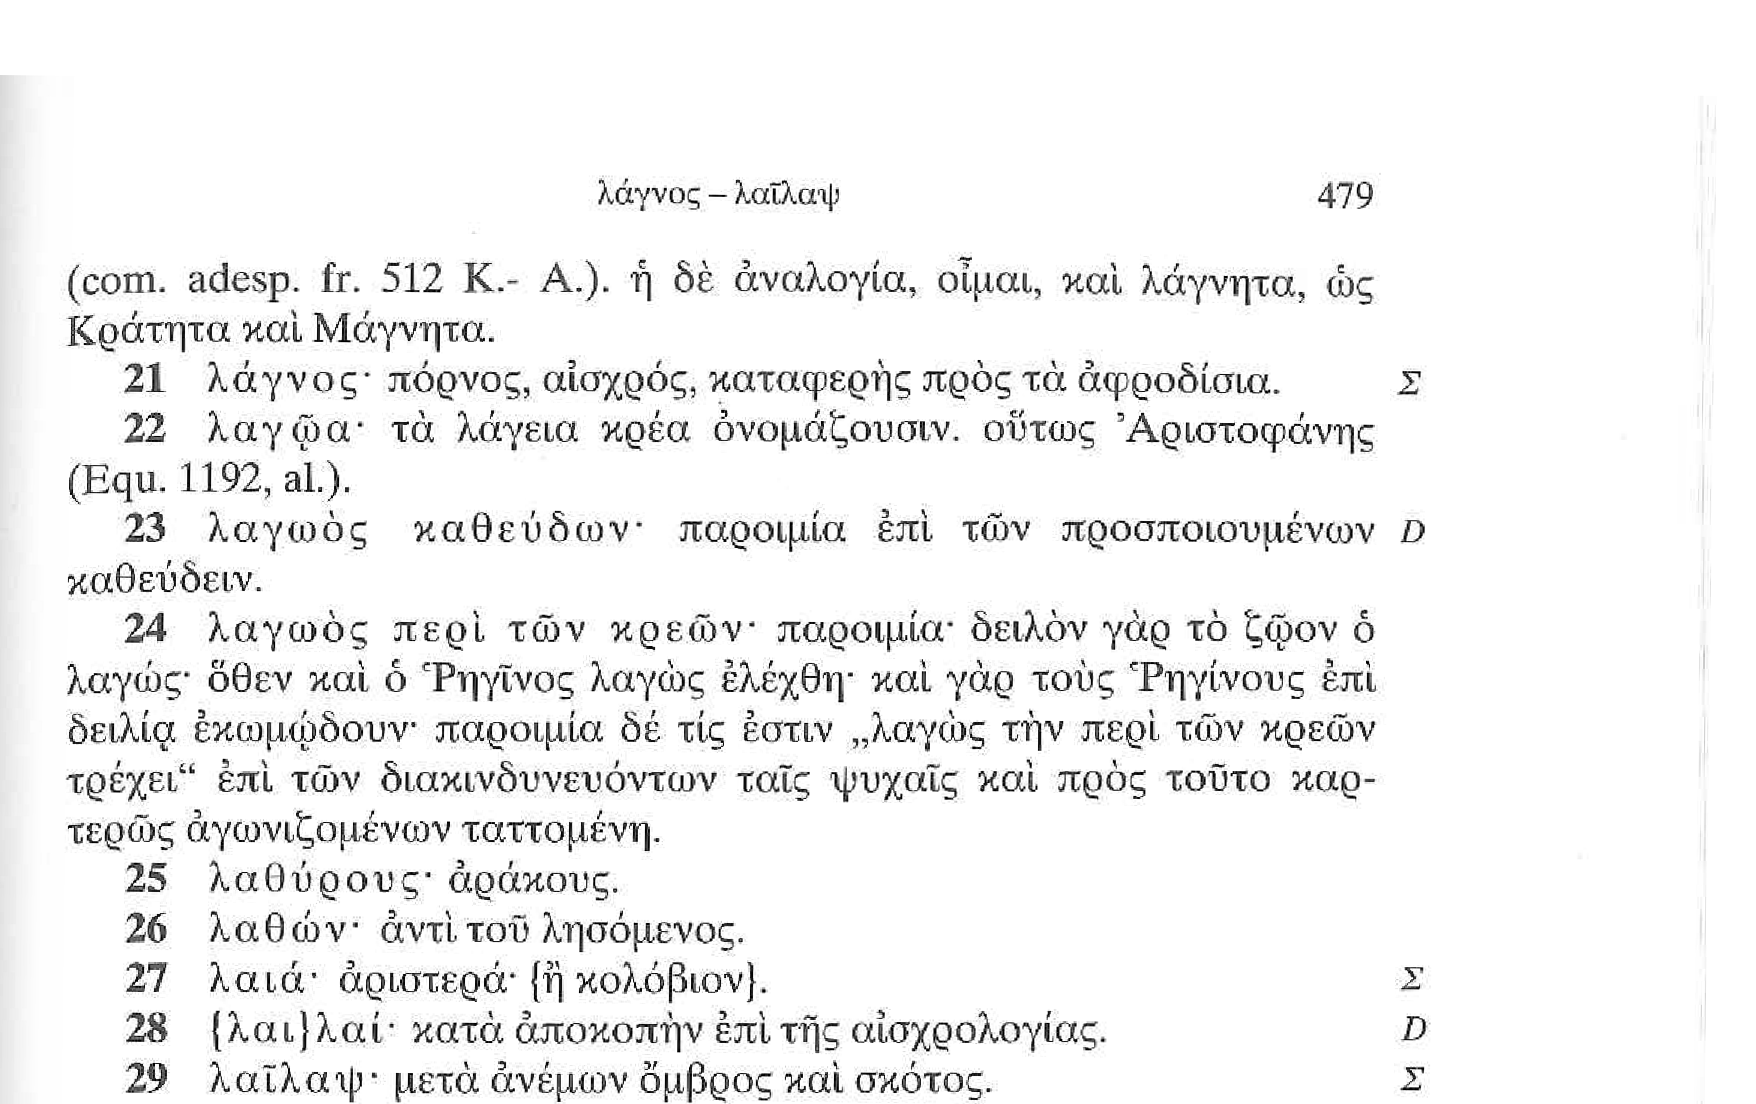 λάγνος – λαῖλαψ 479
(com. adesp. fr. 512 K.- A.). ἡ δὲ ἀναλογία, οἶμαι, καὶ λάγνητα, ὡς
Κράτητα καὶ Μάγνητα.
21 λάγνος· πόρνος, αἰσχρός, καταφερὴς πρὸς τὰ ἀφροδίσια. Σ
22 λαγῷα· τὰ λάγεια κρέα ὀνομάζουσιν. οὕτως Ἀριστοφάνης
(Equ. 1192, al.).
23 λαγωὸς καθεύδων· παροιμία ἐπὶ τῶν προσποιουμένων D
καθεύδειν.
24 λαγωὸς περὶ τῶν κρεῶν· παροιμία· δειλὸν γὰρ τὸ ζῷον ὁ
λαγώς· ὅθεν καὶ ὁ Ῥηγῖνος λαγὼς ἐλέχθη· καὶ γὰρ τοὺς Ῥηγίνους ἐπὶ
δειλίᾳ ἐκωμῴδουν· παροιμία δέ τίς ἐστιν „λαγὼς τὴν περὶ τῶν κρεῶν
τρέχει“ ἐπὶ τῶν διακινδυνευόντων ταῖς ψυχαῖς καὶ πρὸς τοῦτο καρ-
τερῶς ἀγωνιζομένων ταττομένη.
25 λαθύρους· ἀράκους.
26 λαθών· ἀντὶ τοῦ λησόμενος.
27 λαιά· ἀριστερά· {ἢ κολόβιον}. Σ
28 {λαι}λαί· κατὰ ἀποκοπὴν ἐπὶ τῆς αἰσχρολογίας. D
29 λαῖλαψ· μετὰ ἀνέμων ὄμβρος καὶ σκότος. Σ